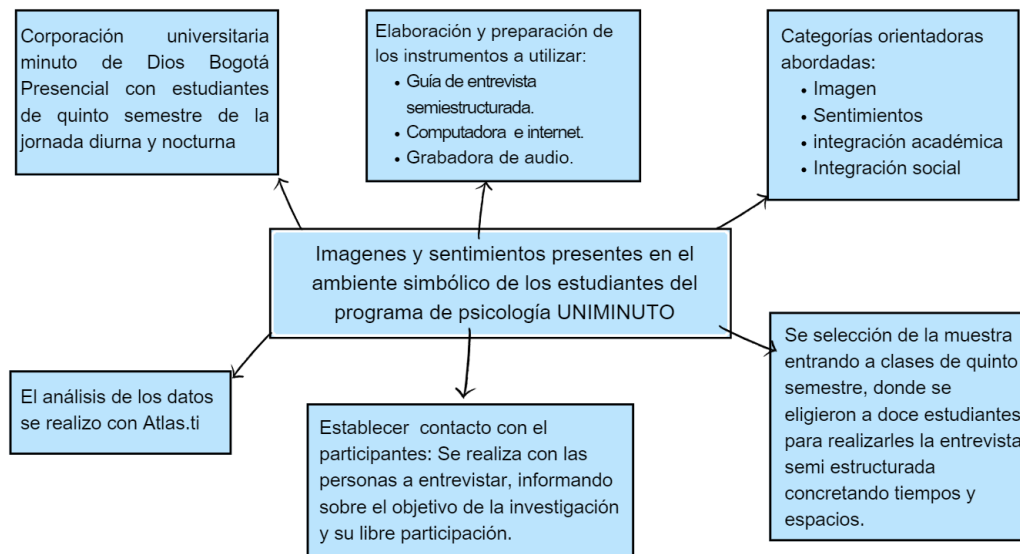 Corporación universitaria
minuto de Dios Bogotá
Presencial con estudiantes
de quinto semestre de la
jornada diurna y nocturna
Elaboración y preparación de
los instrumentos a utilizar:
• Guía de entrevista
semiestructurada.
• Computadora e internet.
• Grabadora de audio.
Categorías orientadoras
abordadas:
• Imagen
• Sentimientos
• integración académica
• Integración social
Imagenes y sentimientos presentes en el
ambiente simbólico de los estudiantes del
programa de psicología UNIMINUTO
El análisis de los datos
se realizo con Atlas.ti
Establecer contacto con el
participantes: Se realiza con las
personas a entrevistar, informando
sobre el objetivo de la investigación
y su libre participación.
Se selección de la muestra
entrando a clases de quinto
semestre, donde se
eligieron a doce estudiantes
para realizarles la entrevista
semi estructurada
concretando tiempos y
espacios.